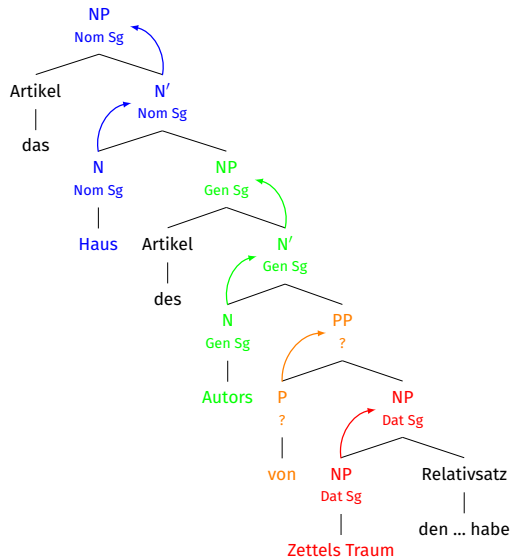 NP
Nom Sg
Artikel N′
Nom Sg
das
N NP
Nom Sg Gen Sg
Haus Artikel N′
Gen Sg
des
N PP
Gen Sg ?
Autors P NP
? Dat Sg
von NP Relativsatz
Dat Sg
den ... habe
Zettels Traum